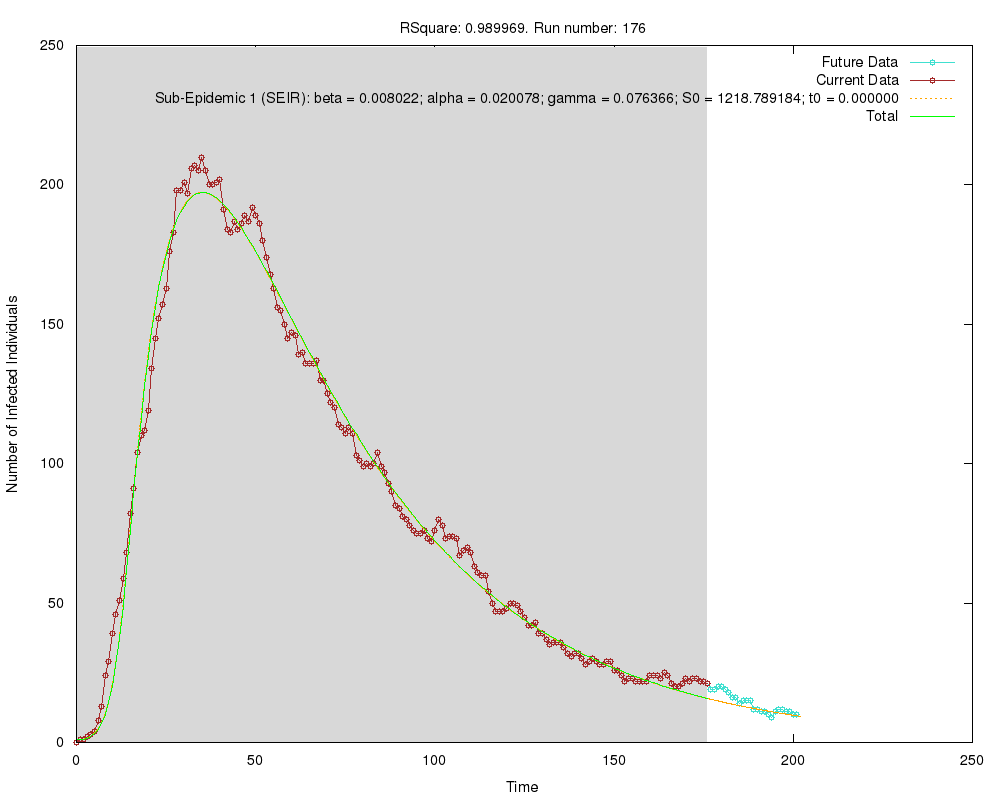 RSquare: 0.989969. Run number: 176
250
200
150
100
50
0
0 50 100 150 200 250
Number of Infected Individuals
Time
Future Data
Current Data
Sub-Epidemic 1 (SEIR): beta = 0.008022; alpha = 0.020078; gamma = 0.076366; S0 = 1218.789184; t0 = 0.000000
Total